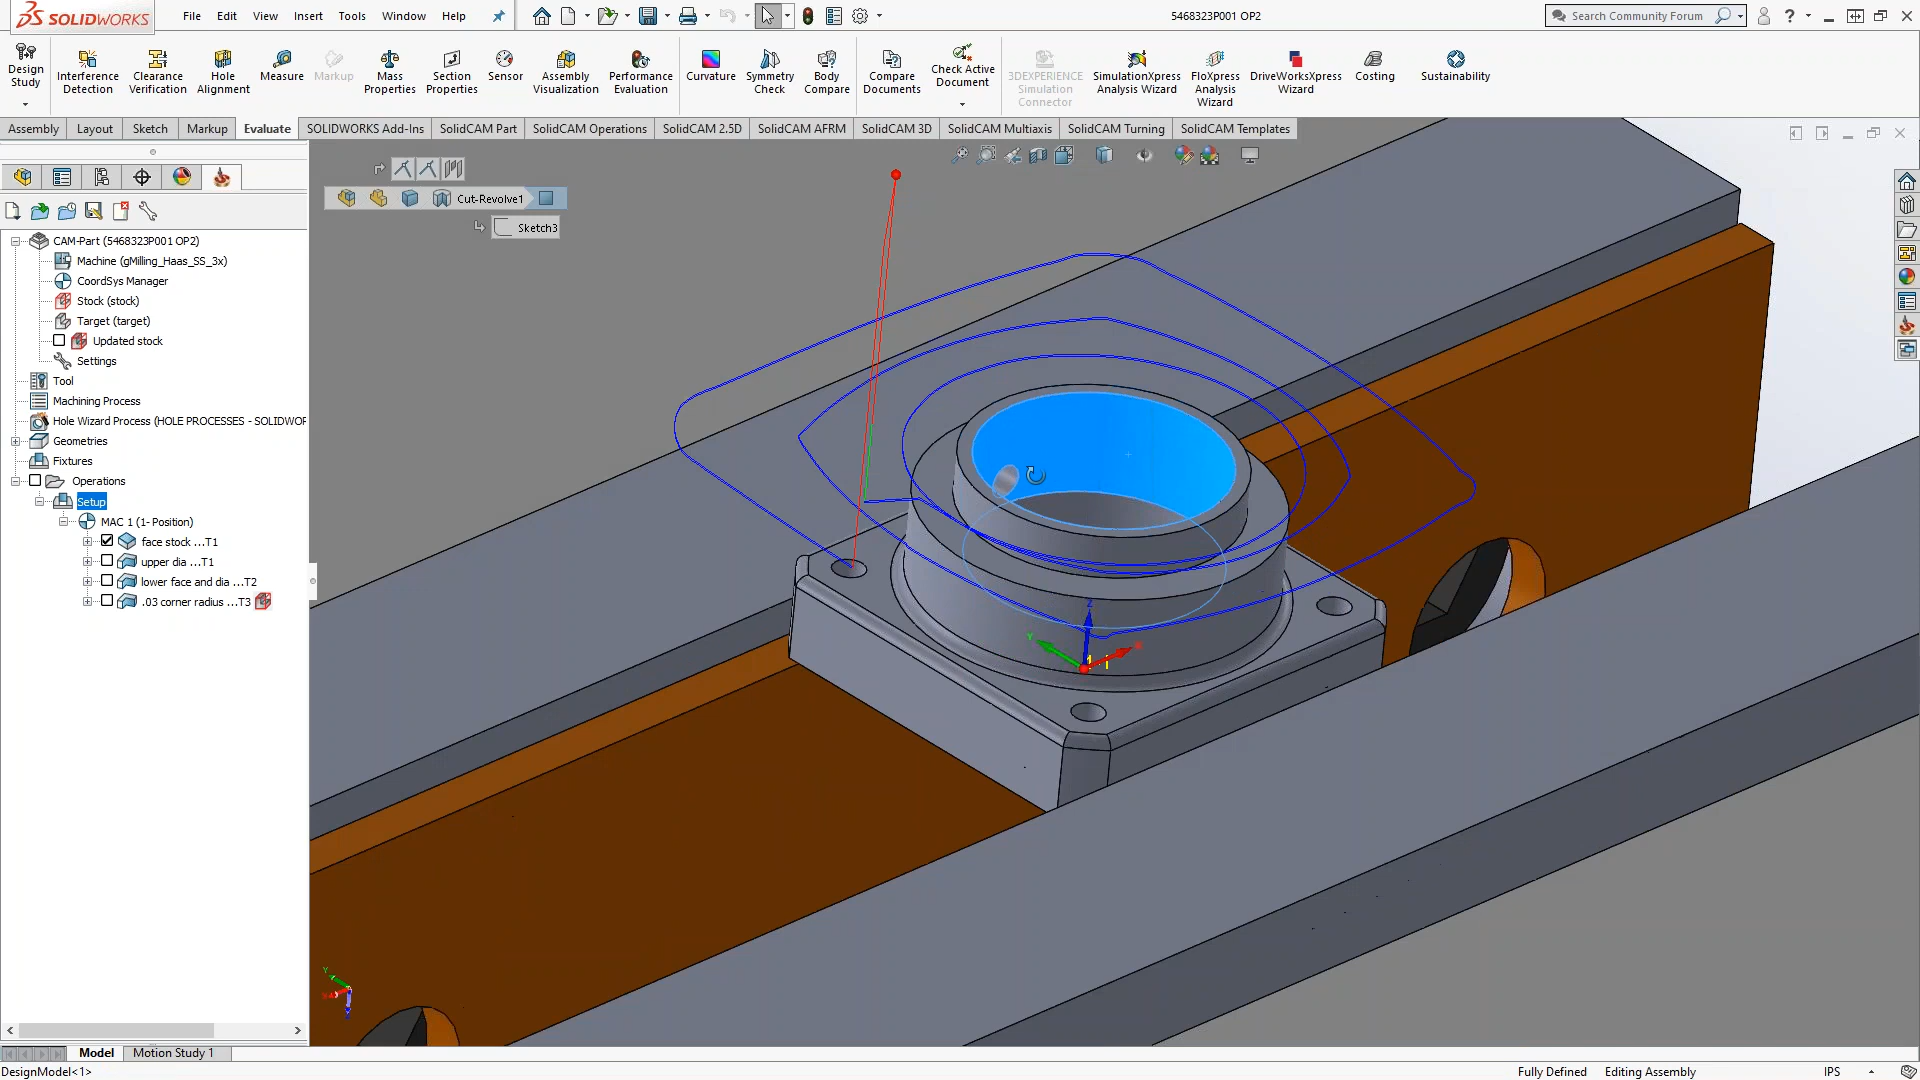 SOLIDWORKS
File Edit View Insert Tools Window Help
5468323P001 OP2
Search Community Forum
Design Study
Interference Detection
Clearance Verification
Hole Alignment
Measure
Markup
Mass Properties
Section Properties
Sensor
Assembly Visualization
Performance Evaluation
Curvature
Symmetry Check
Body Compare
Compare Documents
Check Active Document
3DEXPERIENCE Simulation Connector
SimulationXpress Analysis Wizard
FloXpress Analysis Wizard
DriveWorksXpress Wizard
Costing
Sustainability
Assembly Layout Sketch Markup Evaluate SOLIDWORKS Add-Ins SolidCAM Part SolidCAM Operations SolidCAM 2.5D SolidCAM AFRM SolidCAM 3D SolidCAM Multiaxis SolidCAM Turning SolidCAM Templates
Cut-Revolve1
Sketch3
CAM-Part (5468323P001 OP2)
Machine (gMilling_Haas_SS_3x)
CoordSys Manager
Stock (stock)
Target (target)
Updated stock
Settings
Tool
Machining Process
Hole Wizard Process (HOLE PROCESSES - SOLIDWOR
Geometries
Fixtures
Operations
Setup
MAC 1 (1- Position)
face stock ...T1
upper dia ...T1
lower face and dia ...T2
.03 corner radius ...T3
Z
Y
Y
Model Motion Study 1
DesignModel<1>
Fully Defined Editing Assembly IPS